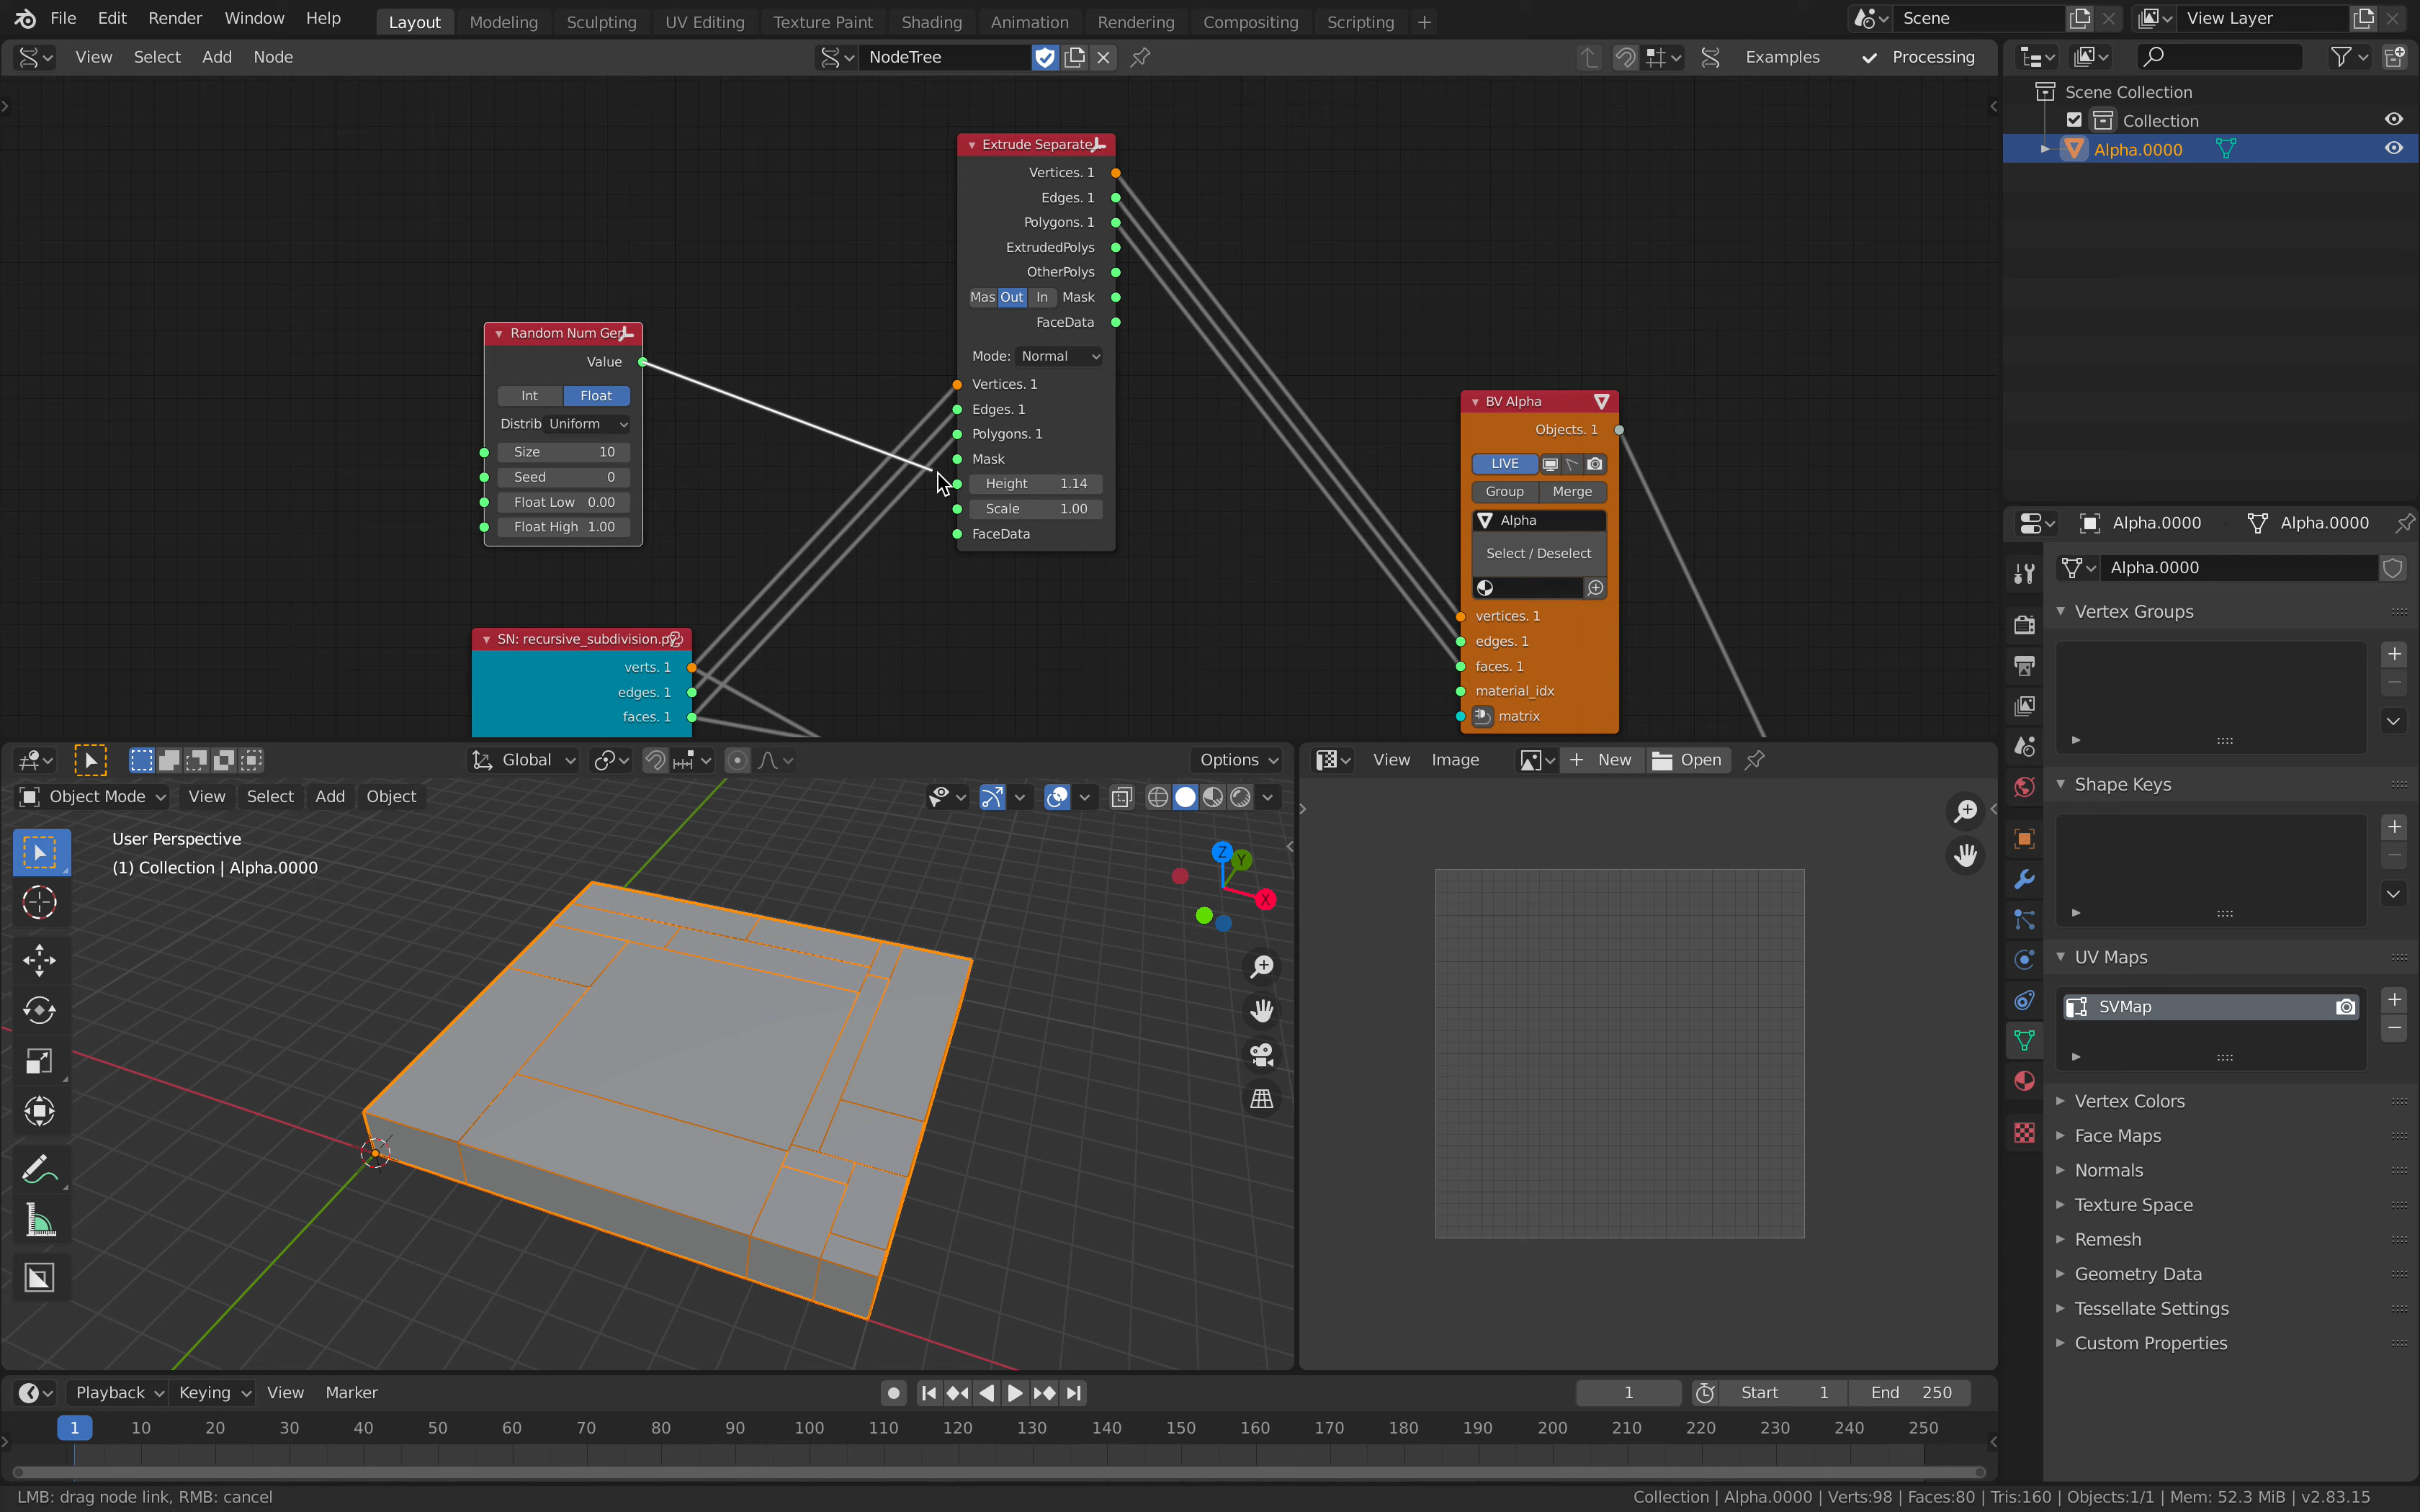 File Edit Render Window Help Layout Modeling Sculpting UV Editing Texture Paint Shading Animation Rendering Compositing Scripting + Scene View Layer
View Select Add Node NodeTree Examples Processing
Scene Collection
Collection
Alpha.0000
Extrude Separate
Vertices. 1
Edges. 1
Polygons. 1
ExtrudedPolys
OtherPolys
Mas Out In Mask
FaceData
Mode: Normal
Vertices. 1
Edges. 1
Polygons. 1
Mask
Height 1.14
Scale 1.00
FaceData
Random Num Gen
Value
Int Float
Distrib Uniform
Size 10
Seed 0
Float Low 0.00
Float High 1.00
SN: recursive_subdivision.py
verts. 1
edges. 1
faces. 1
BV Alpha
Objects. 1
LIVE
Group Merge
Alpha
Select / Deselect
vertices. 1
edges. 1
faces. 1
material_idx
matrix
Alpha.0000 Alpha.0000
Alpha.0000
Vertex Groups
Shape Keys
UV Maps
SVMap
Vertex Colors
Face Maps
Normals
Texture Space
Remesh
Geometry Data
Tessellate Settings
Custom Properties
Global Options
Object Mode View Select Add Object
User Perspective
(1) Collection | Alpha.0000
Z
Y
X
View Image + New Open
Playback Keying View Marker 1 Start 1 End 250
1 10 20 30 40 50 60 70 80 90 100 110 120 130 140 150 160 170 180 190 200 210 220 230 240 250
LMB: drag node link, RMB: cancel Collection | Alpha.0000 | Verts:98 | Faces:80 | Tris:160 | Objects:1/1 | Mem: 52.3 MiB | v2.83.15